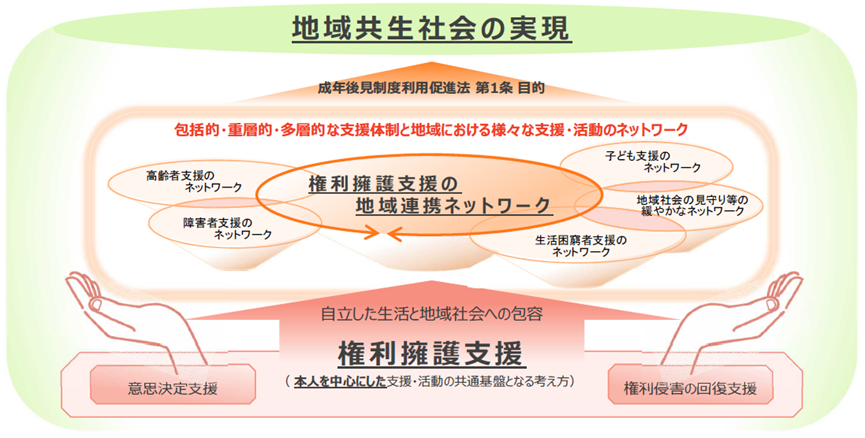 地域共生社会の実現
成年後見制度利用促進法 第1条 目的
包括的・重層的・多層的な支援体制と地域における様々な支援・活動のネットワーク
高齢者支援の
ネットワーク
障害者支援の
ネットワーク
権利擁護支援の
地域連携ネットワーク
子ども支援の
ネットワーク
地域社会の見守り等の
緩やかなネットワーク
生活困窮者支援の
ネットワーク
自立した生活と地域社会への包容
権利擁護支援
（本人を中心にした支援・活動の共通基盤となる考え方）
意思決定支援
権利侵害の回復支援